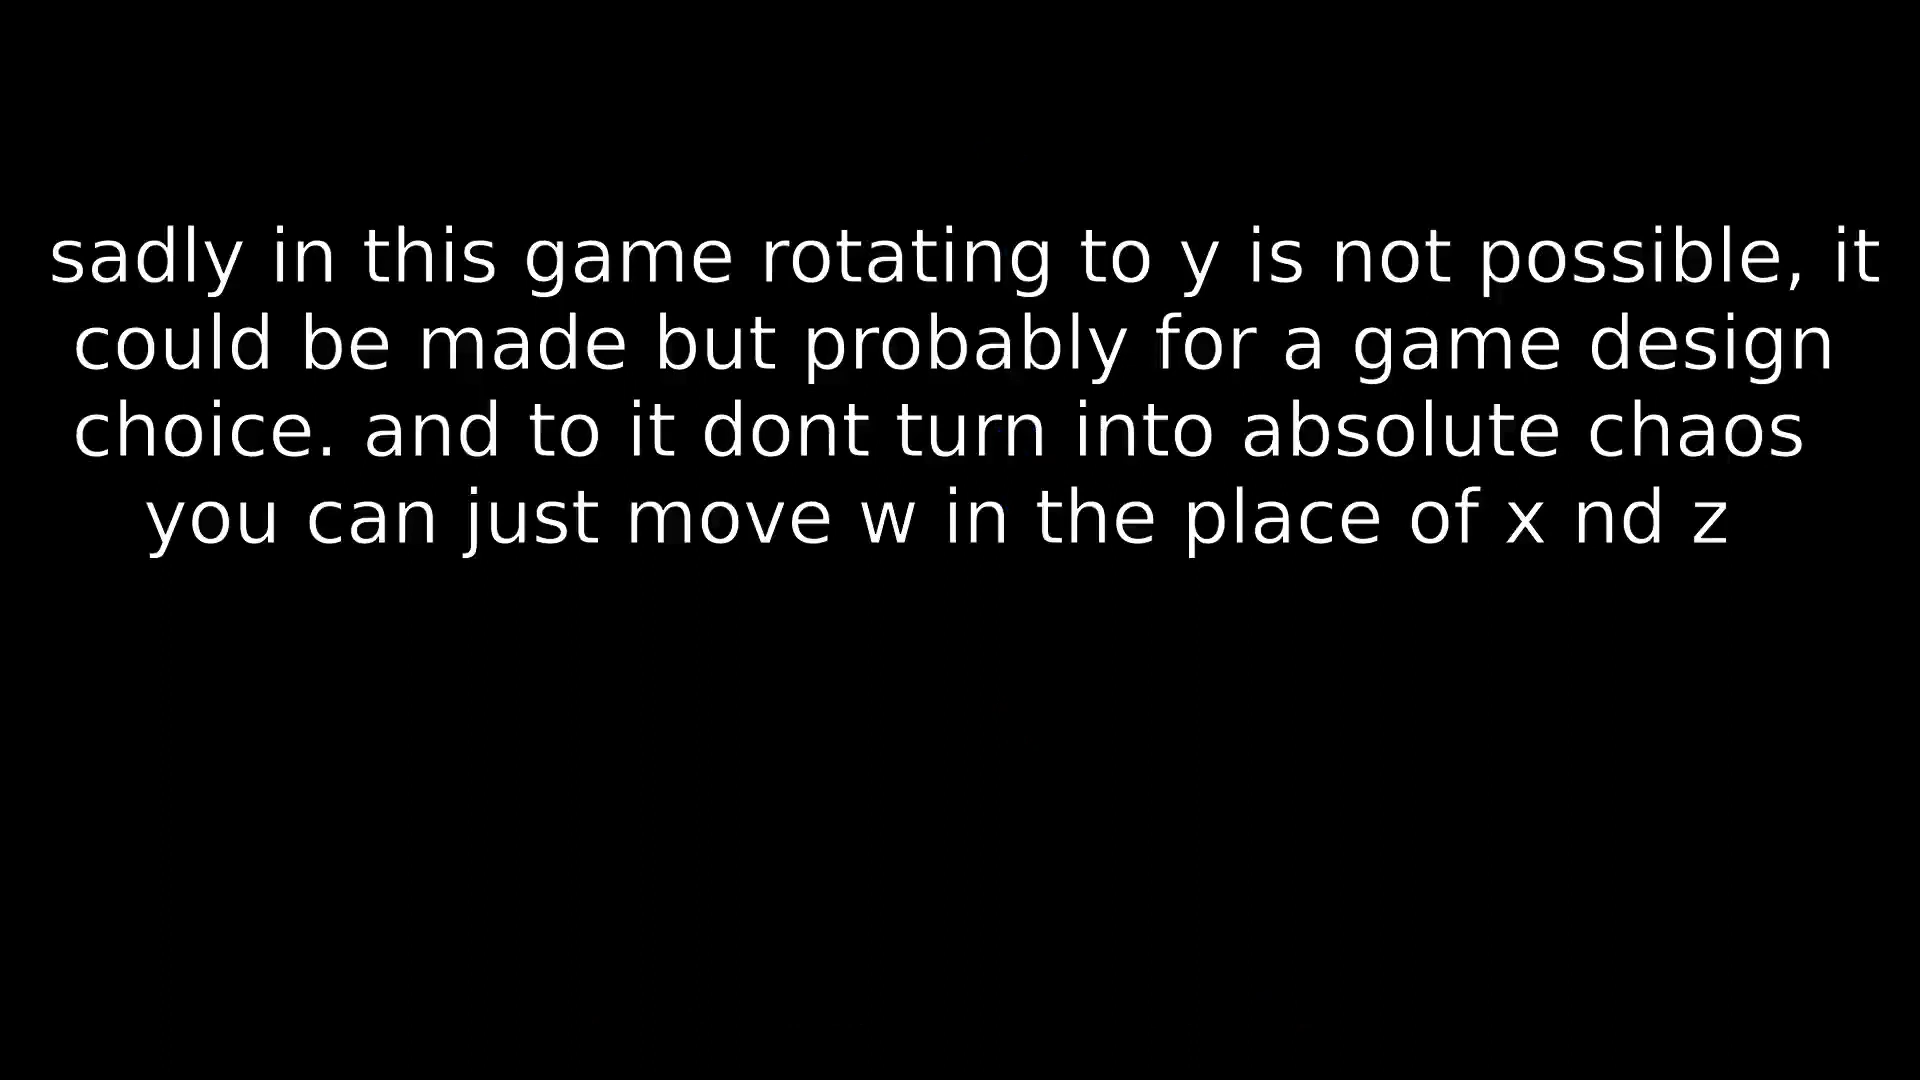 sadly in this game rotating to y is not possible, it
could be made but probably for a game design
choice. and to it dont turn into absolute chaos
you can just move w in the place of x nd z